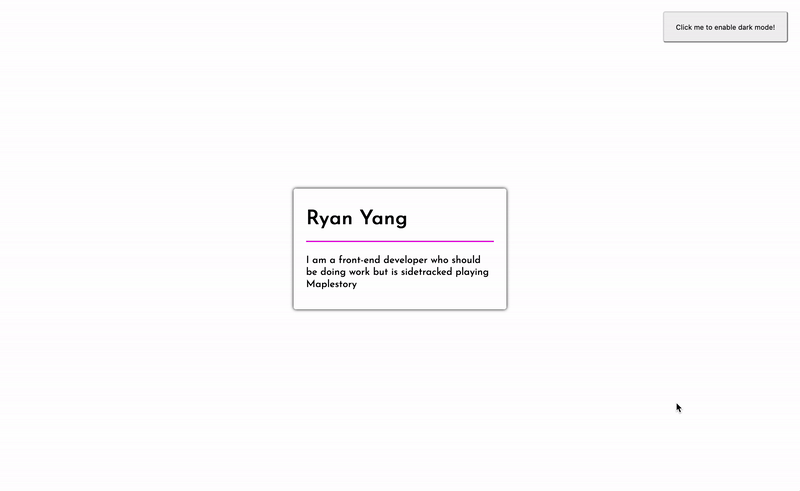 Click me to enable dark mode!
Ryan Yang
I am a front-end developer who should
be doing work but is sidetracked playing
Maplestory